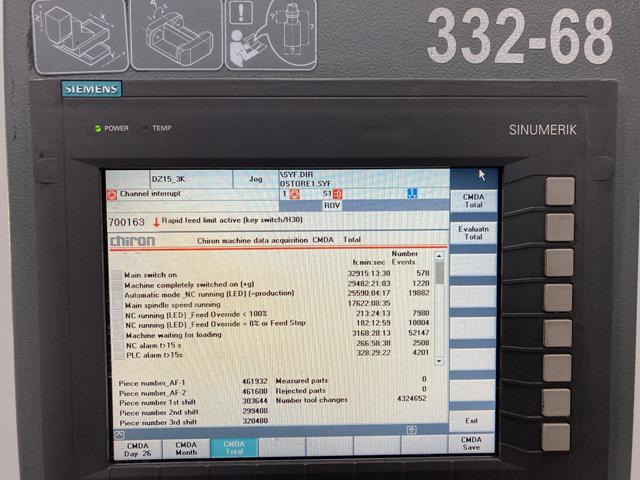 332-68
SIEMENS
POWER TEMP
SINUMERIK
DZ15_3K Jog \SYF.DIR
OSTORE1.SYF
Channel interrupt 1 S1 1
ROV
CMDA
Total
700163 Rapid feed limit active (key switch/H30)
Evaluatn
Total
chiron Chiron machine data acquisition CMDA Total
Number
h:min:sec Events
Main switch on 32915:13:30 578
Machine completely switched on (+g) 29482:21:03 1220
Automatic mode _NC running (LED) (=production) 25590:04:17 19882
Main spindle speed running 17622:08:35
NC running (LED) _Feed Override < 100% 213:24:13 7980
NC running (LED) _Feed Override = 0% or Feed Stop 182:12:59 10004
Machine waiting for loading 3168:28:13 52147
NC alarm t>15 s 266:58:38 2508
PLC alarm t>15s 328:29:22 4201
Piece number_AF-1 461932 Measured parts 0
Piece number_AF-2 461600 Rejected parts 0
Piece number 1st shift 303644 Number tool changes 4324652
Piece number 2nd shift 299408
Piece number 3rd shift 320480
Exit
CMDA
Day 26
CMDA
Month
CMDA
Total
CMDA
Save